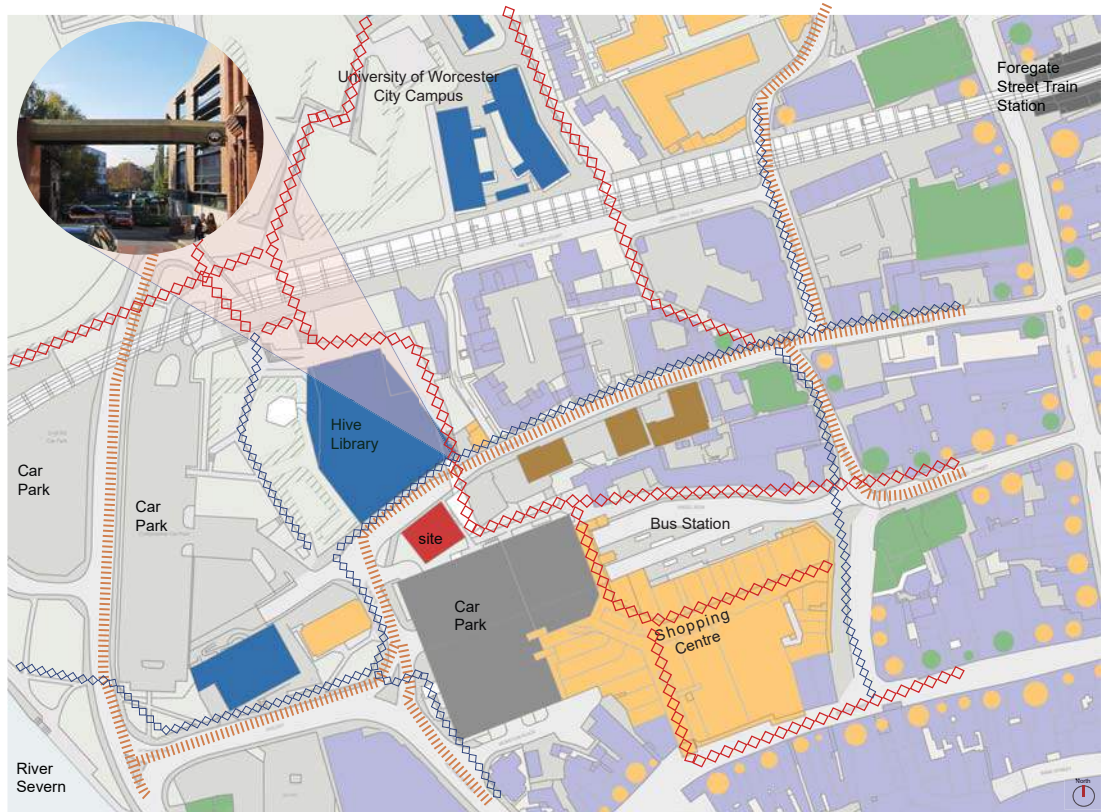 University of Worcester
City Campus
Foregate
Street Train
Station
Hive
Library
Car
Park
Car
Park
site
Bus Station
Car
Park
Shopping
Centre
River
Severn
North